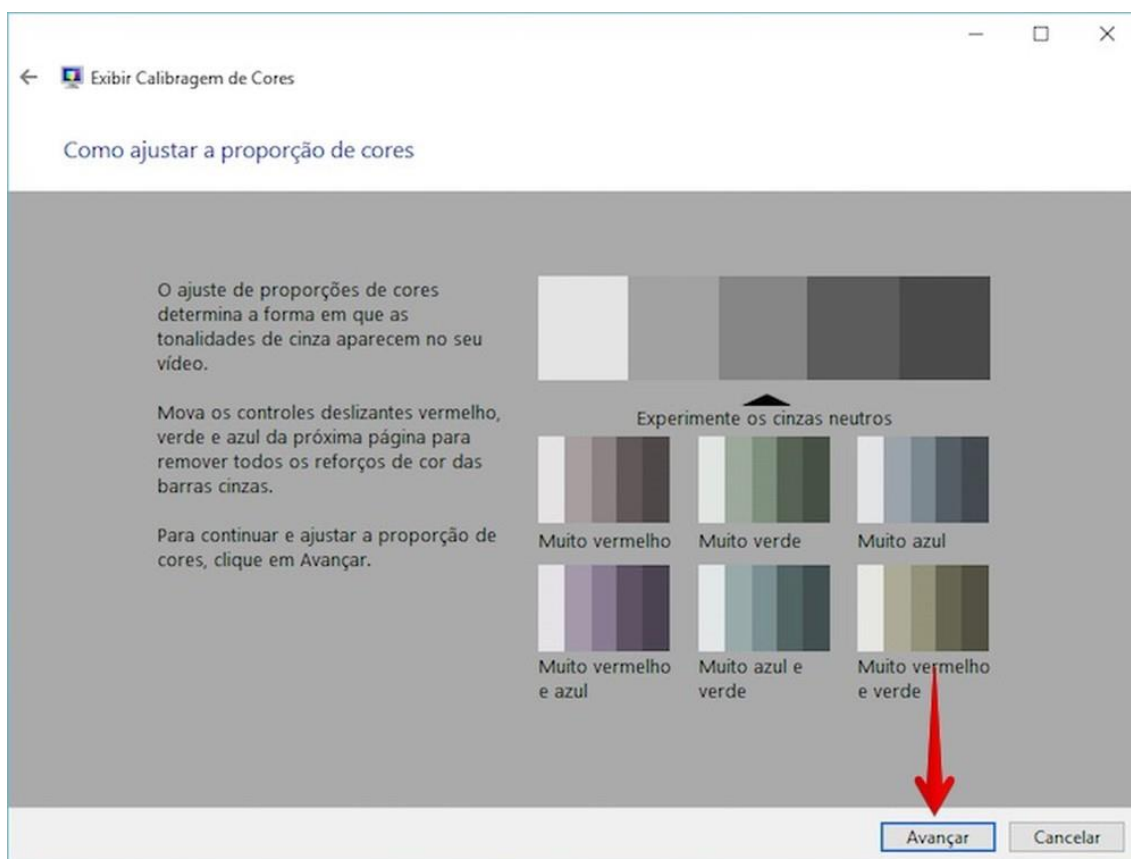 Exibir Calibragem de Cores
Como ajustar a proporção de cores
O ajuste de proporções de cores
determina a forma em que as
tonalidades de cinza aparecem no seu
vídeo.
Mova os controles deslizantes vermelho,
verde e azul da próxima página para
remover todos os reforços de cor das
barras cinzas.
Para continuar e ajustar a proporção de
cores, clique em Avançar.
Experimente os cinzas neutros
Muito vermelho
Muito verde
Muito azul
Muito vermelho
e azul
Muito azul e
verde
Muito vermelho
e verde
Avançar
Cancelar